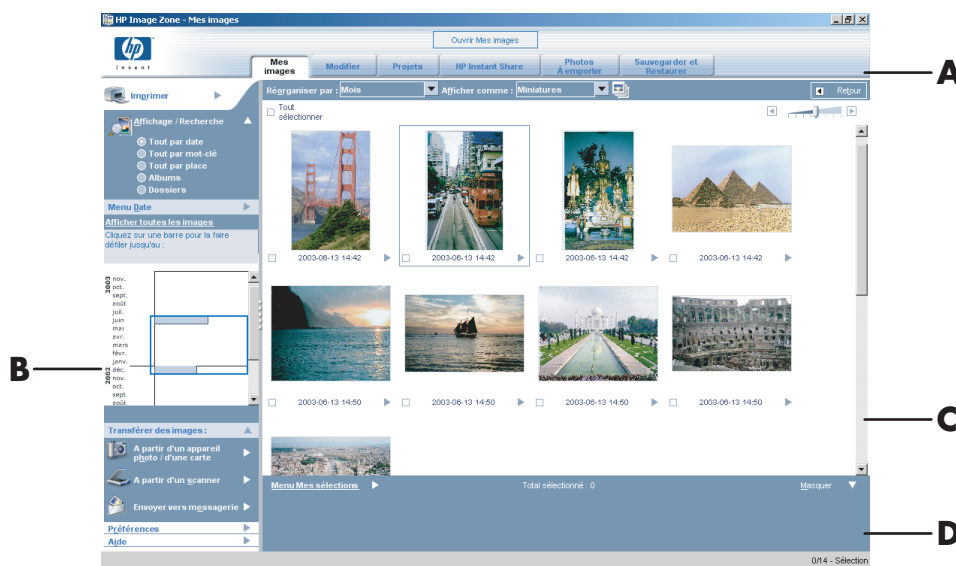 HP Image Zone - Mes images
hp
invent
Ouvrir Mes images
Mes images
Modifier
Projets
HP Instant Share
Photos À emporter
Sauvegarder et Restaurer
A
Imprimer
Réorganiser par : Mois
Afficher comme : Miniatures
Retour
Affichage / Recherche
Tout par date
Tout par mot-clé
Tout par place
Albums
Dossiers
Menu Date
Afficher toutes les images
Cliquez sur une barre pour la faire
défiler jusqu'au :
Tout
sélectionner
2003-06-13 14:42
2003-06-13 14:42
2003-06-13 14:42
2003-06-13 14:42
2003
nov.
oct.
sept.
août
juil.
juin
mai
avr.
mars
févr.
janv.
2002
déc.
nov.
oct.
sept.
août
B
2003-06-13 14:50
2003-06-13 14:50
2003-06-13 14:50
2003-06-13 14:50
C
Transférer des images :
A partir d'un appareil
photo / d'une carte
A partir d'un scanner
Envoyer vers messagerie
Préférences
Aide
Menu Mes sélections
Total sélectionné : 0
Masquer
D
0/14 - Sélection